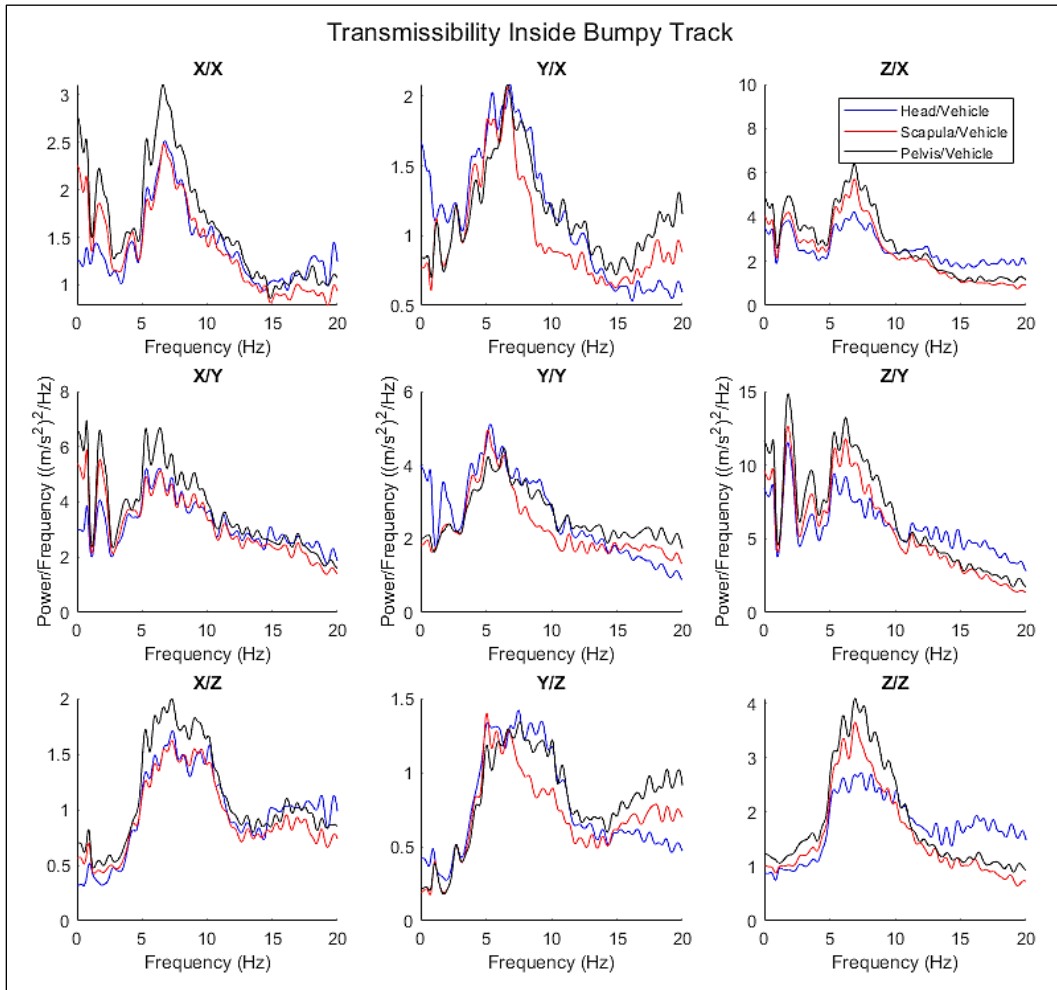 Transmissibility Inside Bumpy Track
X/X
3
2.5
2
1.5
1
0 5 10 15 20
Frequency (Hz)
Y/X
2
1.5
1
0.5
0 5 10 15 20
Frequency (Hz)
Z/X
10
8
6
4
2
0
0 5 10 15 20
Frequency (Hz)
Head/Vehicle
Scapula/Vehicle
Pelvis/Vehicle
X/Y
Power/Frequency ((m/s²)²/Hz)
8
6
4
2
0
0 5 10 15 20
Frequency (Hz)
Y/Y
Power/Frequency ((m/s²)²/Hz)
6
4
2
0
0 5 10 15 20
Frequency (Hz)
Z/Y
Power/Frequency ((m/s²)²/Hz)
15
10
5
0
0 5 10 15 20
Frequency (Hz)
X/Z
2
1.5
1
0.5
0
0 5 10 15 20
Frequency (Hz)
Y/Z
1.5
1
0.5
0
0 5 10 15 20
Frequency (Hz)
Z/Z
4
3
2
1
0
0 5 10 15 20
Frequency (Hz)